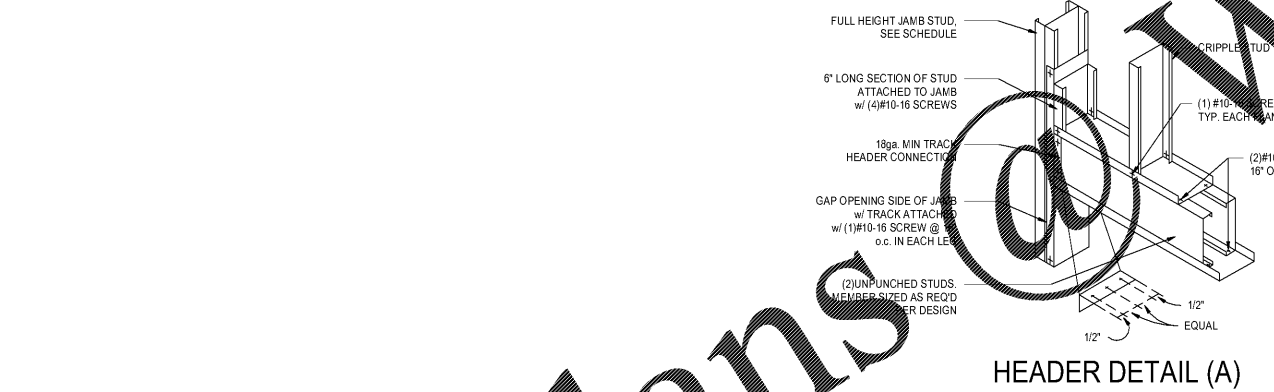 FULL HEIGHT JAMB STUD,
SEE SCHEDULE
6" LONG SECTION OF STUD
ATTACHED TO JAMB
w/ (4)#10-16 SCREWS
18ga. MIN TRACK
HEADER CONNECTION
GAP OPENING SIDE OF JAMB
w/ TRACK ATTACHED
w/ (1)#10-16 SCREW @
o.c. IN EACH LEG
(2)UNPUNCHED STUDS.
MEMBER SIZED AS REQ'D
DESIGN
CRIPPLE STUD
(1)
TYP. EACH
16" O
1/2"
EQUAL
1/2"
HEADER DETAIL (A)
@